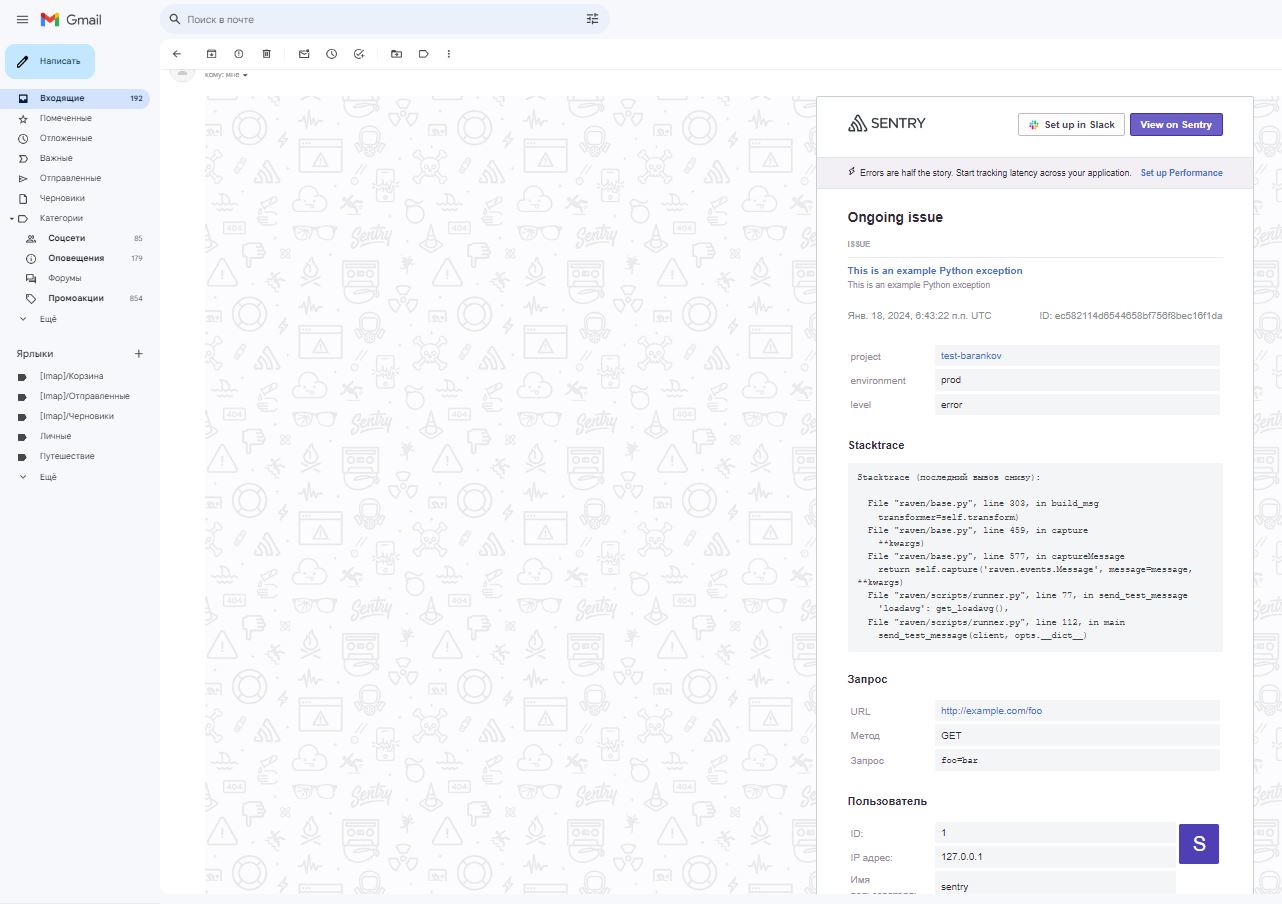 Gmail
Поиск в почте
Написать
Входящие 192
Помеченные
Отложенные
Важные
Отправленные
Черновики
Категории
Соцсети 85
Оповещения 179
Форумы
Промоакции 854
Ещё
Ярлыки
[Imap]/Корзина
[Imap]/Отправленные
[Imap]/Черновики
Личные
Путешествие
Ещё
кому: мне
SENTRY
Set up in Slack
View on Sentry
Errors are half the story. Start tracking latency across your application. Set up Performance
Ongoing issue
ISSUE
This is an example Python exception
This is an example Python exception
Янв. 18, 2024, 6:43:22 п.п. UTC ID: ec582114d6544658bf756f8bec16f1da
project test-barankov
environment prod
level error
Stacktrace
Stacktrace (последний вызов снизу):
File "raven/base.py", line 303, in build_msg
transformer=self.transform)
File "raven/base.py", line 459, in capture
**kwargs)
File "raven/base.py", line 577, in captureMessage
return self.capture('raven.events.Message', message=message,
**kwargs)
File "raven/scripts/runner.py", line 77, in send_test_message
'loadavg': get_loadavg(),
File "raven/scripts/runner.py", line 112, in main
send_test_message(client, opts.__dict__)
Запрос
URL http://example.com/foo
Метод GET
Запрос foo=bar
Пользователь
ID: 1
S
IP адрес: 127.0.0.1
Имя
sentry